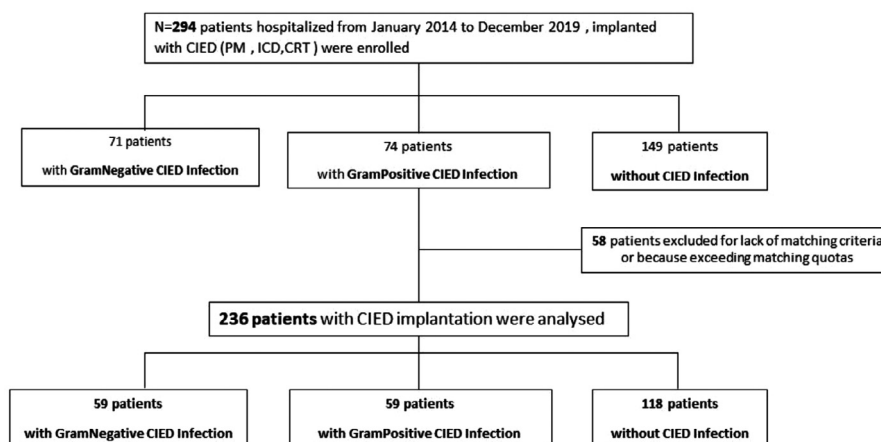 N=294 patients hospitalized from January 2014 to December 2019 , implanted
with CIED (PM , ICD,CRT ) were enrolled
71 patients
with GramNegative CIED Infection
74 patients
with GramPositive CIED Infection
149 patients
without CIED Infection
58 patients excluded for lack of matching criteria
or because exceeding matching quotas
236 patients with CIED implantation were analysed
59 patients
with GramNegative CIED Infection
59 patients
with GramPositive CIED Infection
118 patients
without CIED Infection